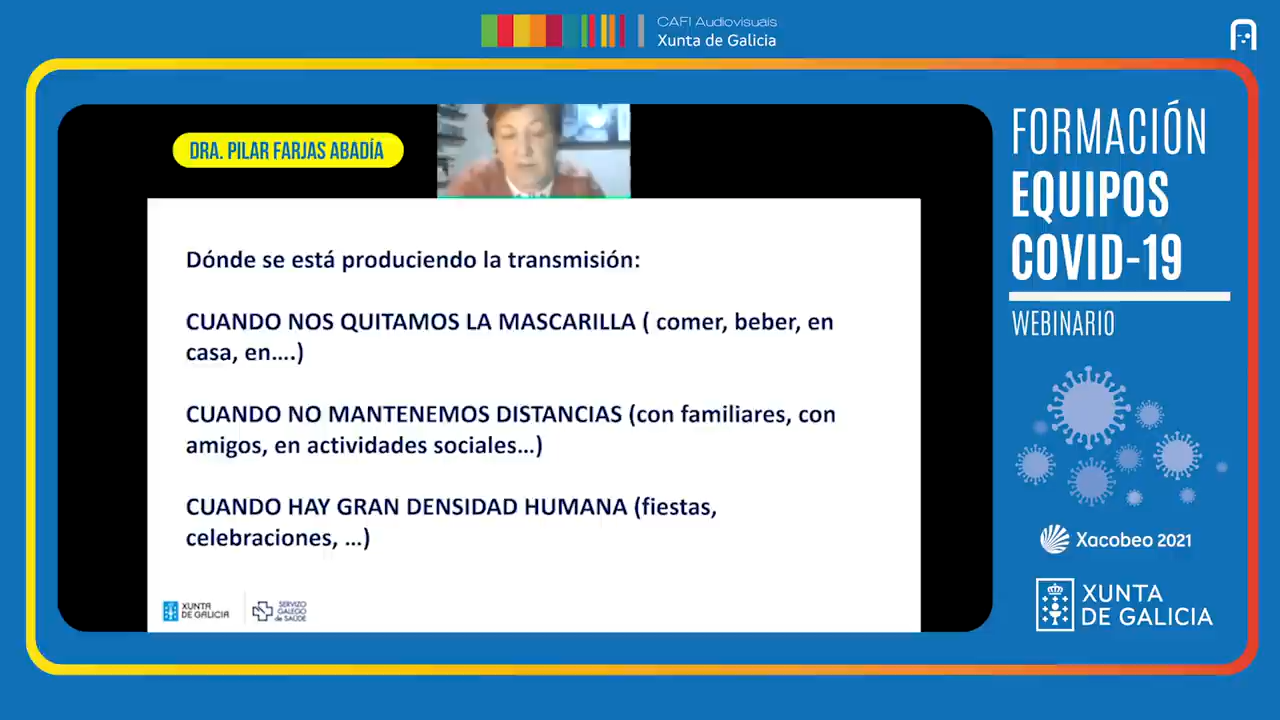 CAFI Audiovisuais
Xunta de Galicia
DRA. PILAR FARJAS ABADÍA
Dónde se está produciendo la transmisión:
CUANDO NOS QUITAMOS LA MASCARILLA ( comer, beber, en
casa, en....)
CUANDO NO MANTENEMOS DISTANCIAS (con familiares, con
amigos, en actividades sociales...)
CUANDO HAY GRAN DENSIDAD HUMANA (fiestas,
celebraciones, ...)
XUNTA
DE GALICIA
SERVIZO
GALEGO
de SAÚDE
FORMACIÓN
EQUIPOS
COVID-19
WEBINARIO
Xacobeo 2021
XUNTA
DE GALICIA